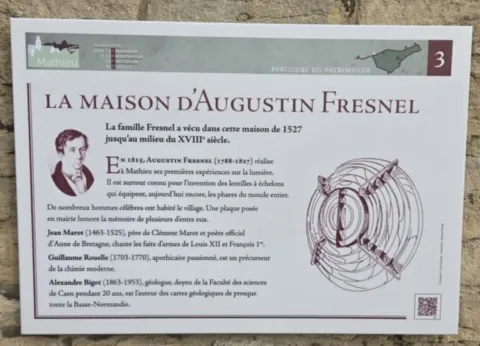 Mathieu
PARCOURS DU PATRIMOINE
3
LA MAISON D'AUGUSTIN FRESNEL
La famille Fresnel a vécu dans cette maison de 1527
jusqu'au milieu du XVIIIe siècle.
EN 1815, AUGUSTIN FRESNEL (1788-1827) réalise
à Mathieu ses premières expériences sur la lumière.
Il est surtout connu pour l'invention des lentilles à échelons
qui équipent, aujourd'hui encore, les phares du monde entier.
De nombreux hommes célèbres ont habité le village. Une plaque posée
en mairie honore la mémoire de plusieurs d'entre eux.
Jean Marot (1463-1525), père de Clément Marot et poète officiel
d'Anne de Bretagne, chante les faits d'armes de Louis XII et François 1er.
Guillaume Rouelle (1703-1770), apothicaire passionné, est un précurseur
de la chimie moderne.
Alexandre Bigot (1863-1953), géologue, doyen de la Faculté des sciences
de Caen pendant 20 ans, est l'auteur des cartes géologiques de presque
toute la Basse-Normandie.